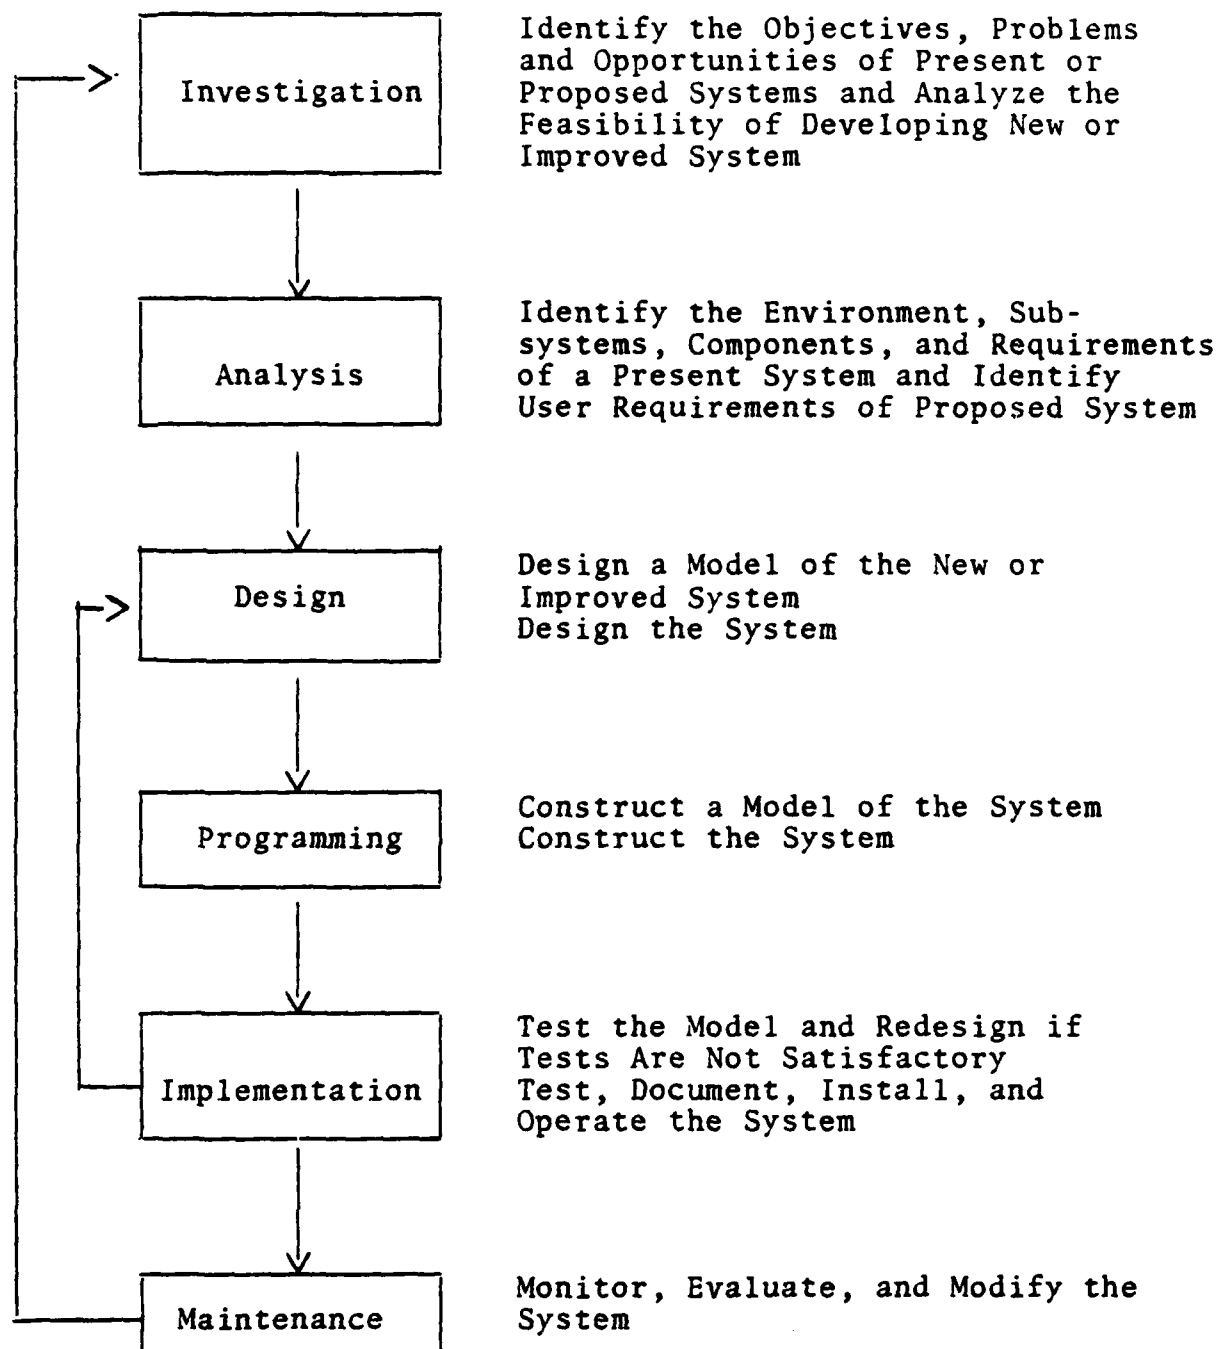 Investigation
Identify the Objectives, Problems
and Opportunities of Present or
Proposed Systems and Analyze the
Feasibility of Developing New or
Improved System
Analysis
Identify the Environment, Sub-
systems, Components, and Requirements
of a Present System and Identify
User Requirements of Proposed System
Design
Design a Model of the New or
Improved System
Design the System
Programming
Construct a Model of the System
Construct the System
Implementation
Test the Model and Redesign if
Tests Are Not Satisfactory
Test, Document, Install, and
Operate the System
Maintenance
Monitor, Evaluate, and Modify the
System